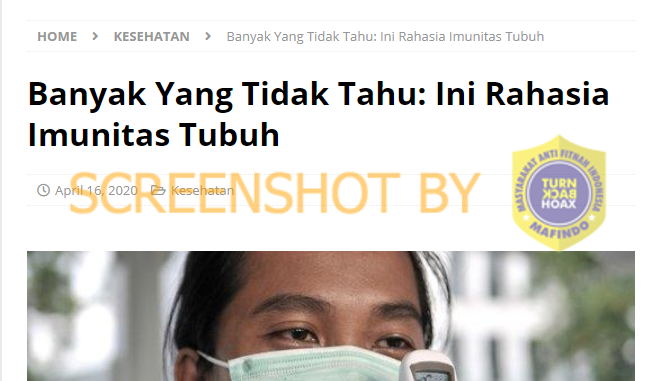 HOME > KESEHATAN > Banyak Yang Tidak Tahu: Ini Rahasia Imunitas Tubuh
Banyak Yang Tidak Tahu: Ini Rahasia
Imunitas Tubuh
April 16, 2020 Kesehatan
SCREENSHOT BY
MASYARAKAT ANTI FITNAH INDONESIA
TURN
BACK
HOAX
MAFINDO